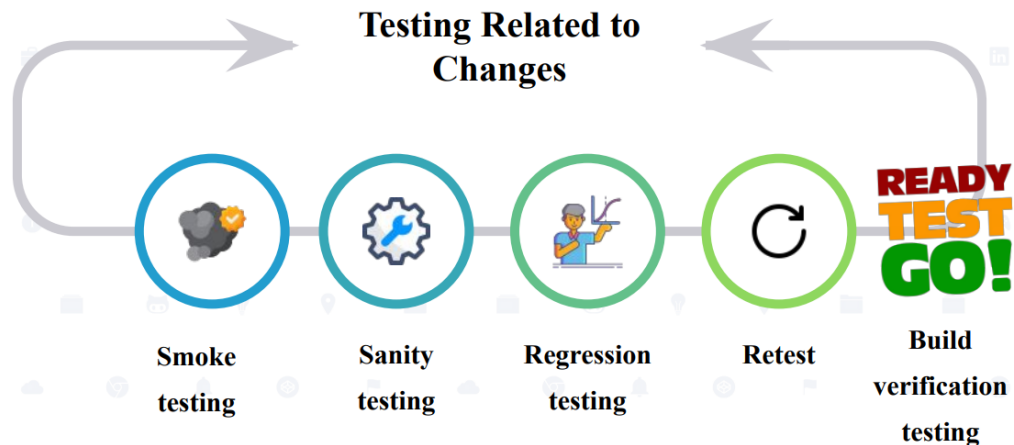 Testing Related to
Changes
READY
TEST
GO!
Smoke
testing
Sanity
testing
Regression
testing
Retest
Build
verification
testing